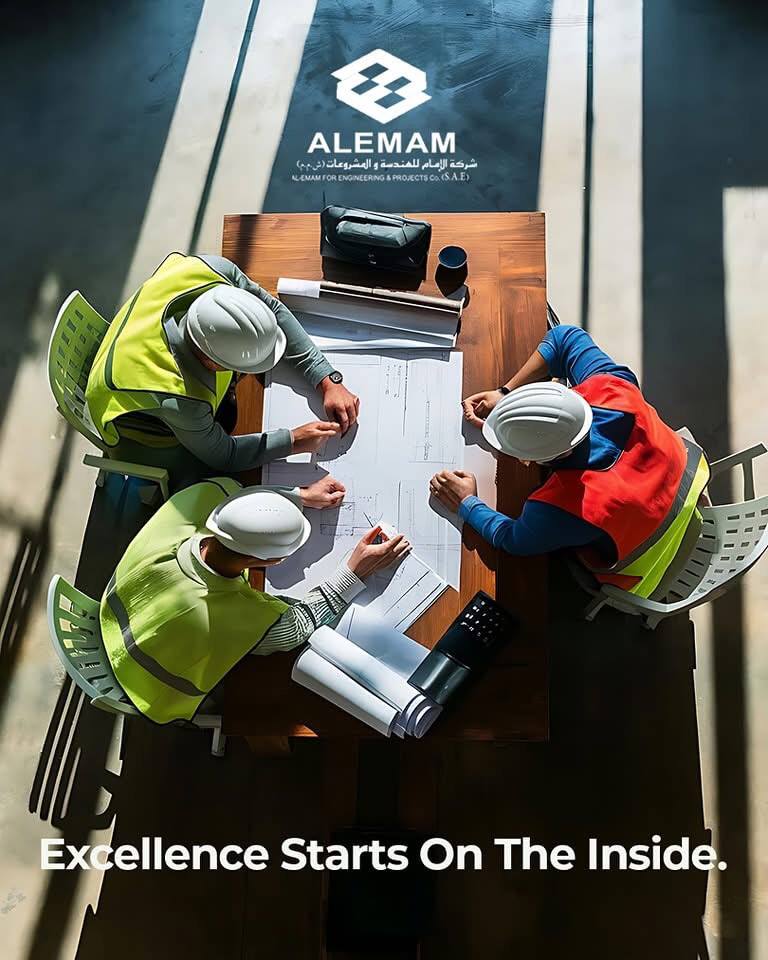 ALEMAM
شركة الإمام للهندسة و المشروعات (ش.م.م)
AL-EMAM FOR ENGINEERING & PROJECTS Co. (S.A.E)
Excellence Starts On The Inside.